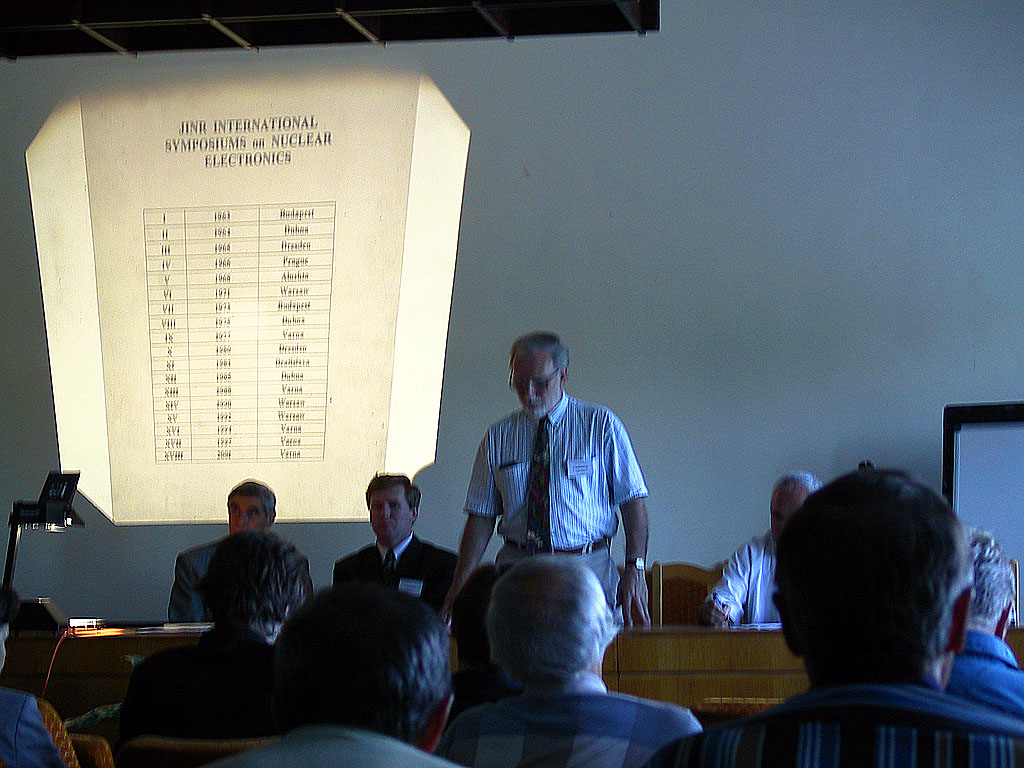 JINR INTERNATIONAL
SYMPOSIUMS on NUCLEAR
ELECTRONICS
I 1963 Budapest
II 1964 Dubna
III 1965 Dresden
IV 1966 Prague
V 1968 Alushta
VI 1971 Warsaw
VII 1973 Budapest
VIII 1975 Dubna
IX 1977 Varna
X 1980 Dresden
XI 1983 Bratislava
XII 1985 Dubna
XIII 1988 Varna
XIV 1990 Warsaw
XV 1992 Warsaw
XVI Varna
XVII 1997 Varna
XVIII Varna